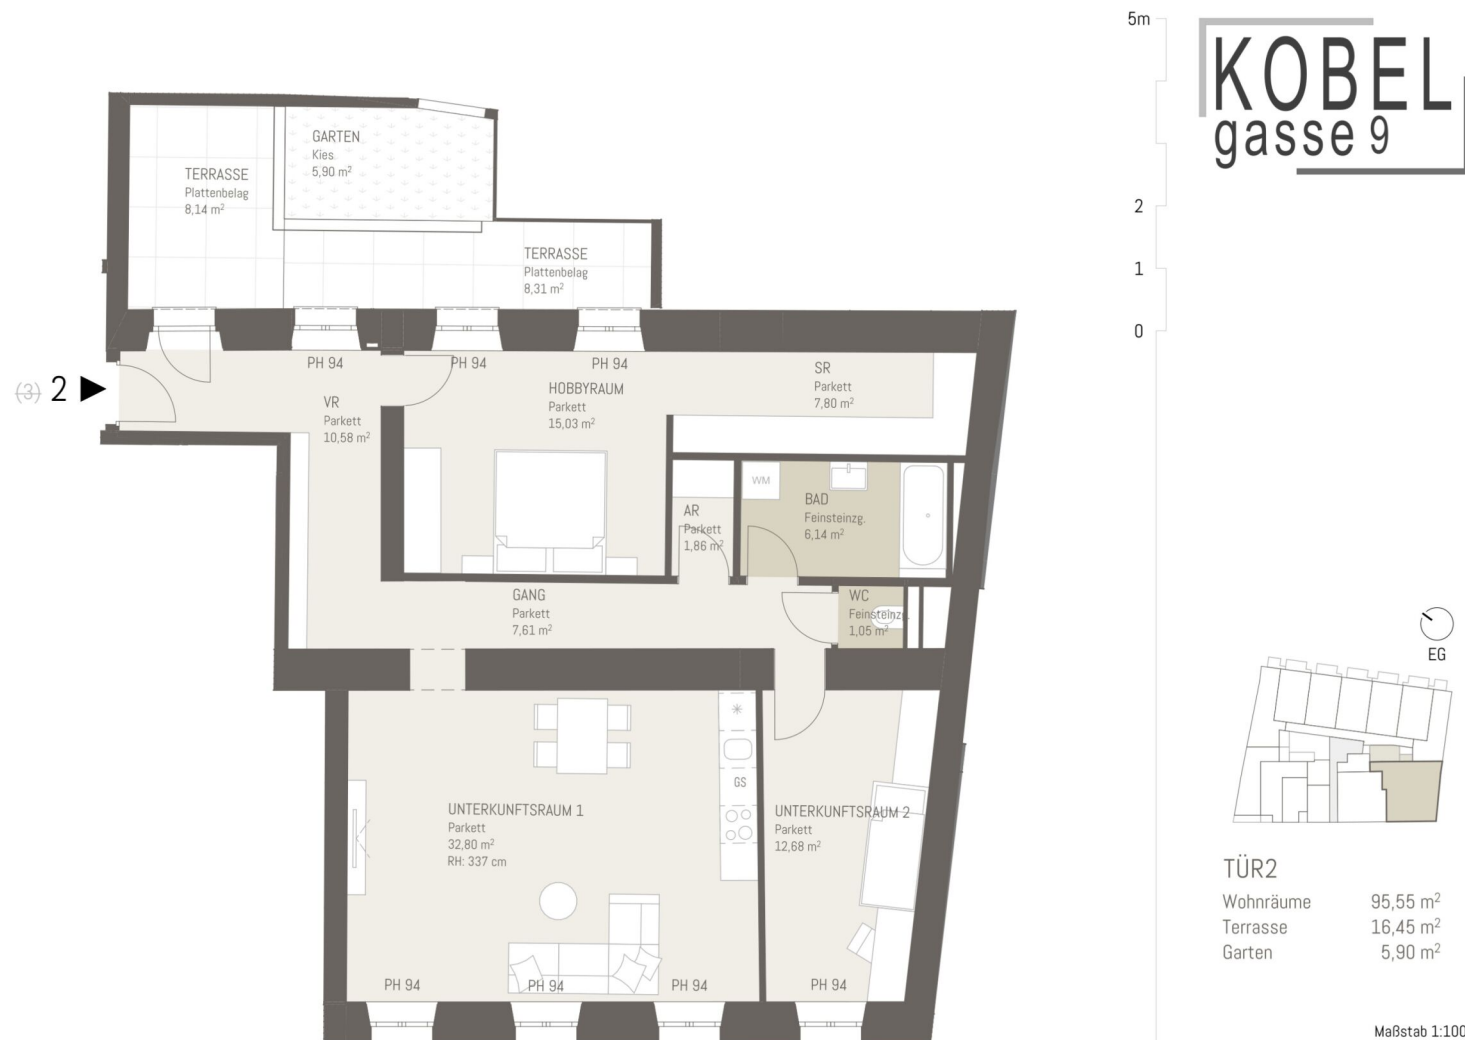 5m
2
1
0
KOBEL
gasse 9
GARTEN
Kies
5,90 m²
TERRASSE
Plattenbelag
8,14 m²
TERRASSE
Plattenbelag
8,31 m²
(3) 2
PH 94
PH 94
PH 94
VR
Parkett
10,58 m²
HOBBYRAUM
Parkett
15,03 m²
SR
Parkett
7,80 m²
WM
BAD
Feinsteinzg.
6,14 m²
AR
Parkett
1,86 m²
GANG
Parkett
7,61 m²
WC
Feinsteinzg.
1,05 m²
GS
UNTERKUNFTSRAUM 1
Parkett
32,80 m²
RH: 337 cm
UNTERKUNFTSRAUM 2
Parkett
12,68 m²
PH 94
PH 94
PH 94
PH 94
EG
TÜR2
Wohnräume 95,55 m²
Terrasse 16,45 m²
Garten 5,90 m²
Maßstab 1:100